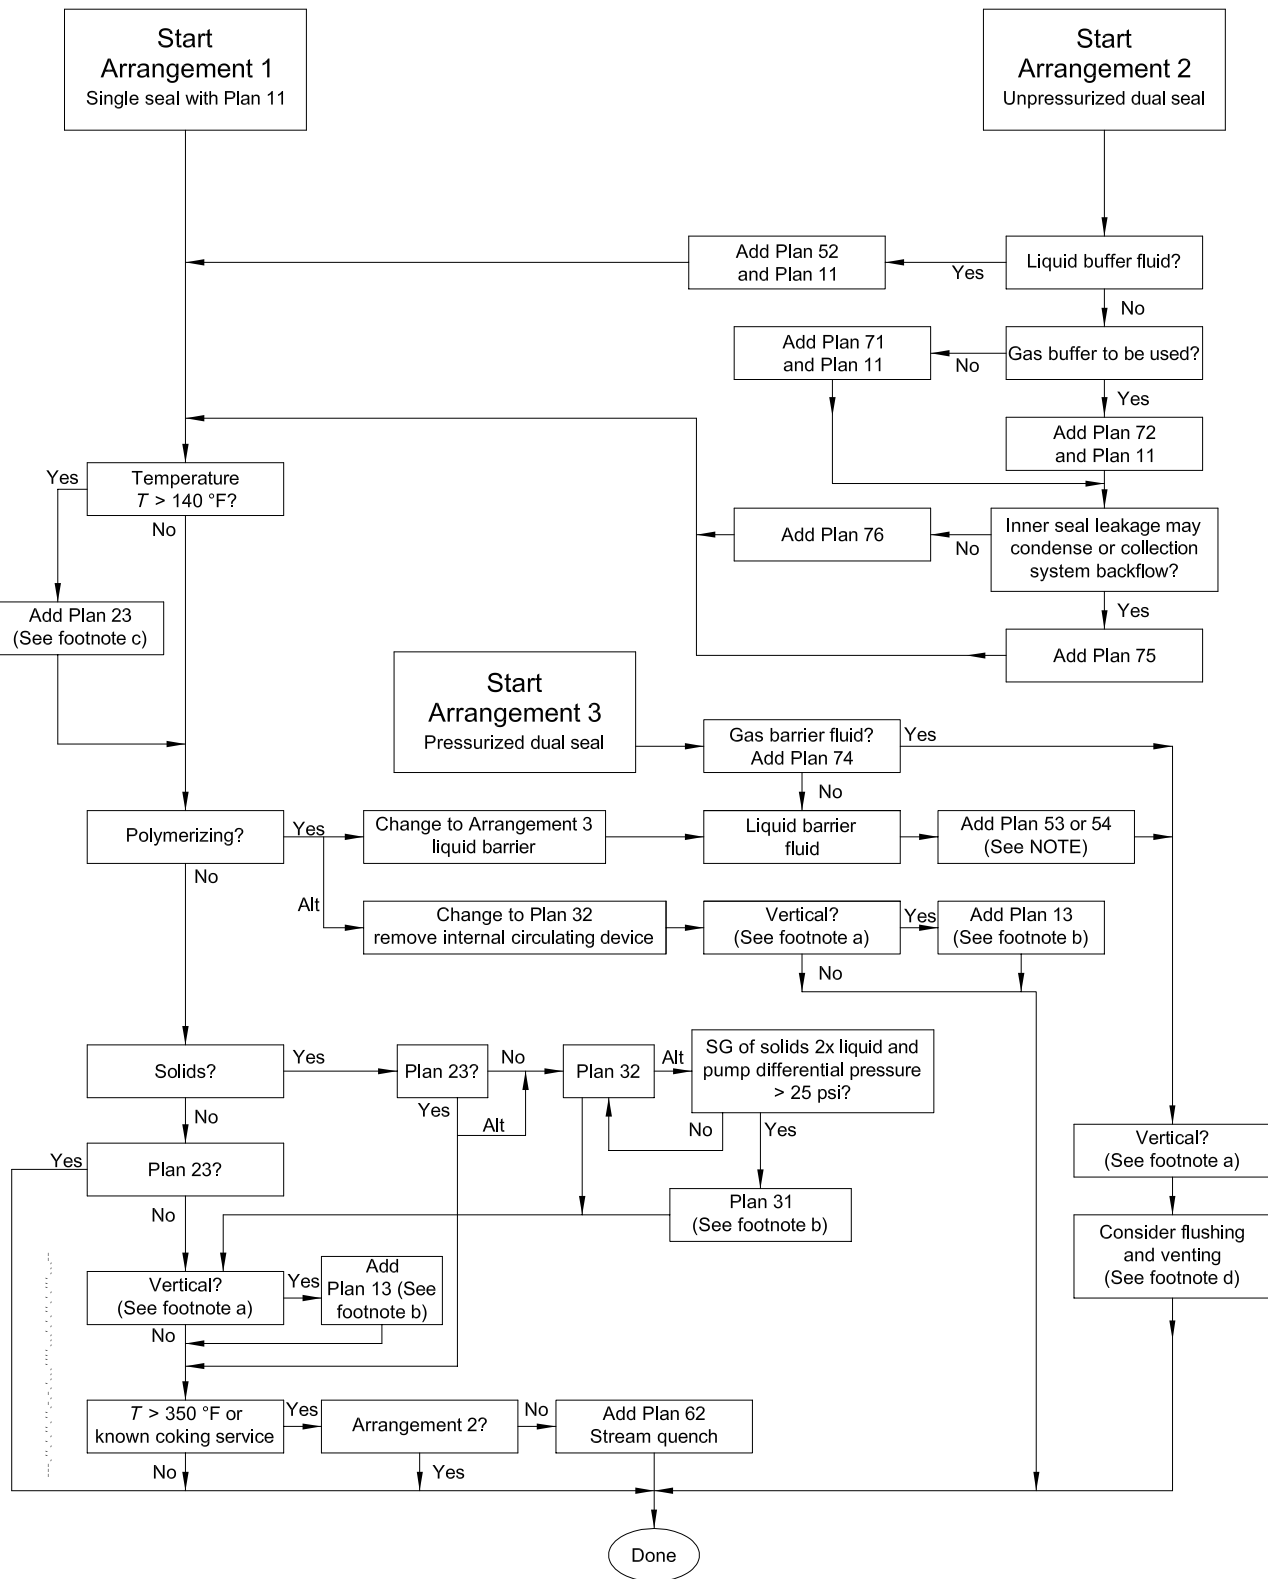 Start
Arrangement 1
Single seal with Plan 11
Start
Arrangement 2
Unpressurized dual seal
Add Plan 52
and Plan 11
Yes
Liquid buffer fluid?
No
Add Plan 71
and Plan 11
No
Gas buffer to be used?
Yes
Add Plan 72
and Plan 11
Yes
Temperature
T > 140 °F?
No
Add Plan 76
No
Inner seal leakage may
condense or collection
system backflow?
Yes
Add Plan 23
(See footnote c)
Add Plan 75
Start
Arrangement 3
Pressurized dual seal
Gas barrier fluid?
Add Plan 74
Yes
No
Polymerizing?
Yes
Change to Arrangement 3
liquid barrier
Liquid barrier
fluid
Add Plan 53 or 54
(See NOTE)
No
Alt
Change to Plan 32
remove internal circulating device
Vertical?
(See footnote a)
Yes
Add Plan 13
(See footnote b)
No
Solids?
Yes
Plan 23?
No
Plan 32
Alt
SG of solids 2x liquid and
pump differential pressure
> 25 psi?
No
Yes
Alt
No
Yes
Yes
Plan 23?
Vertical?
(See footnote a)
No
Plan 31
(See footnote b)
Consider flushing
and venting
(See footnote d)
Vertical?
(See footnote a)
Yes
Add
Plan 13 (See
footnote b)
No
T > 350 °F or
known coking service
Yes
Arrangement 2?
No
Add Plan 62
Stream quench
No
Yes
Done